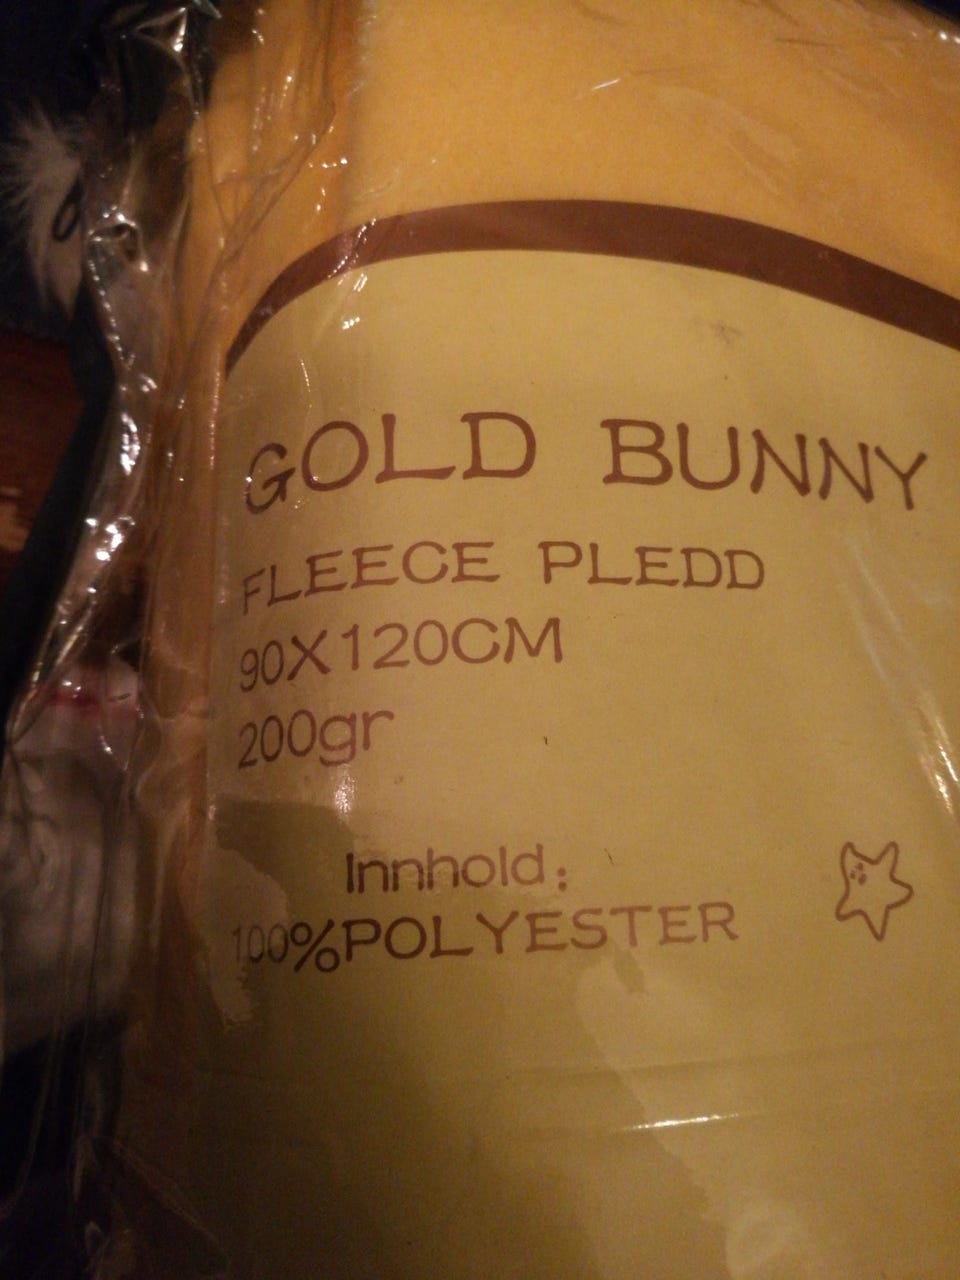 GOLD BUNNY
FLEECE PLEDD
90X120CM
200gr
Innhold:
100%POLYESTER